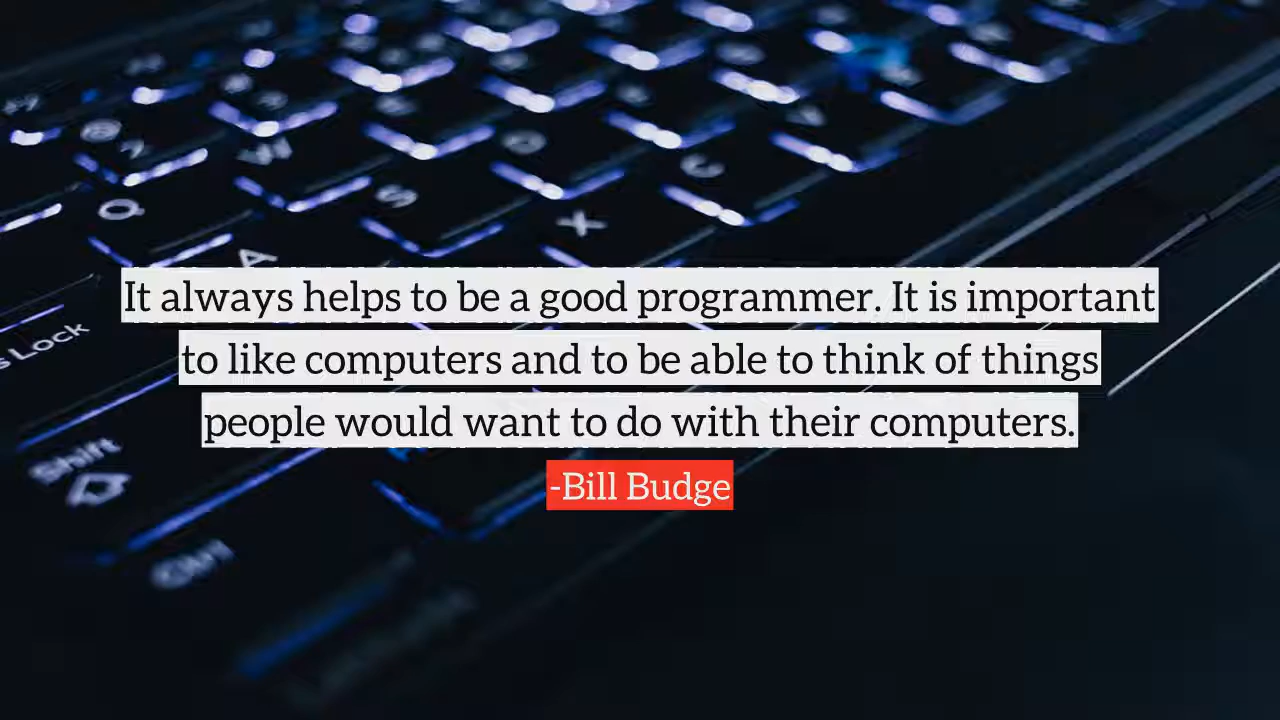 It always helps to be a good programmer. It is important
to like computers and to be able to think of things
people would want to do with their computers.
-Bill Budge
Q
W
A
S
X
C
s Lock
Shift
Ctrl